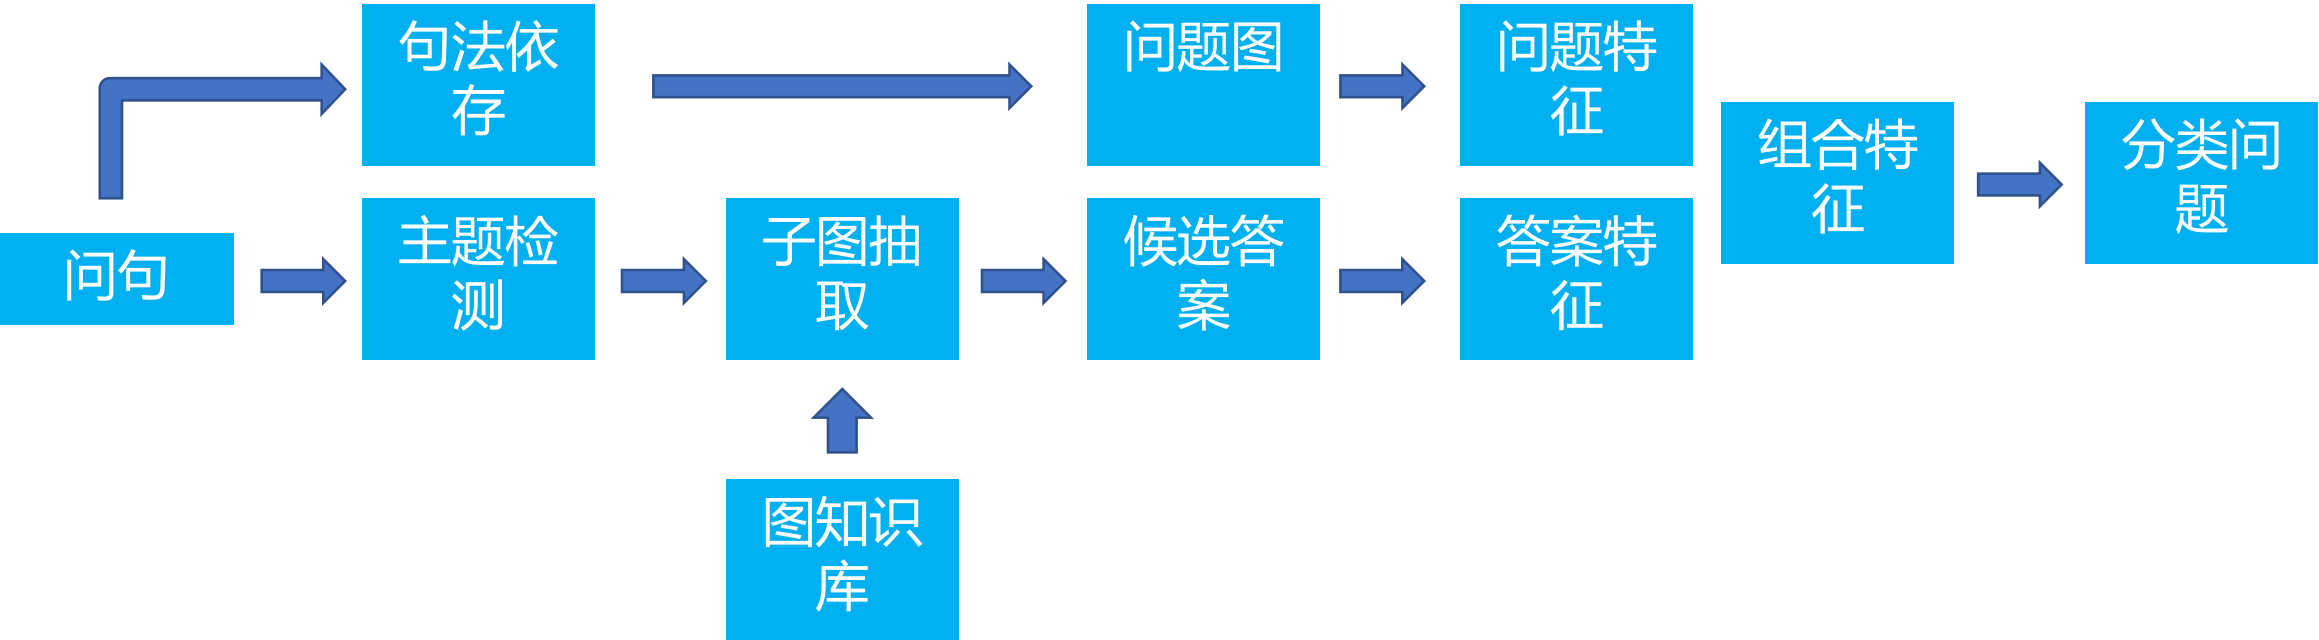 句法依
存
问题图
问题特
征
组合特
征
分类问
题
问句
主题检
测
子图抽
取
候选答
案
答案特
征
图知识
库